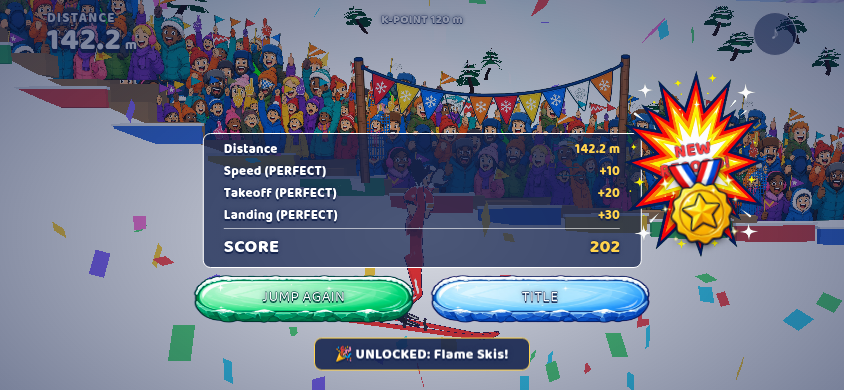 DISTANCE
142.2 m
K-POINT 120 m
Distance 142.2 m
Speed (PERFECT) +10
Takeoff (PERFECT) +20
Landing (PERFECT) +30
SCORE 202
NEW
JUMP AGAIN
TITLE
🎉 UNLOCKED: Flame Skis!